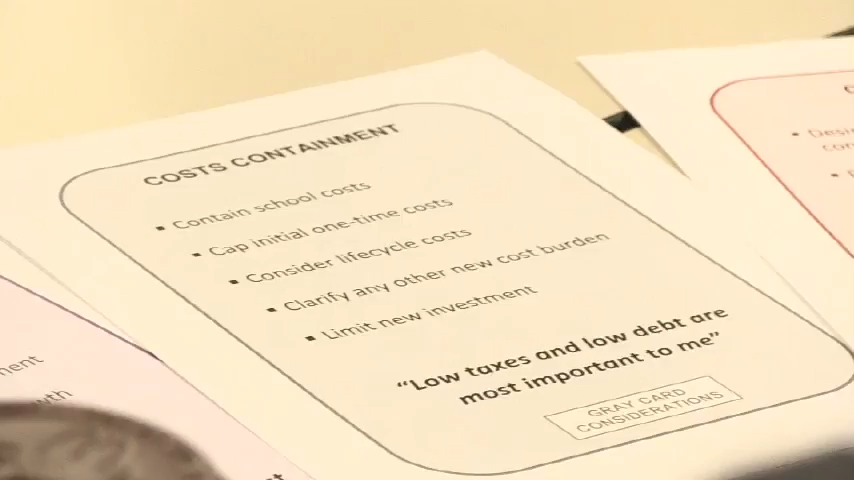 COSTS CONTAINMENT
▪ Contain school costs
▪ Cap initial one-time costs
▪ Consider lifecycle costs
▪ Clarify any other new cost burden
▪ Limit new investment
“Low taxes and low debt are
most important to me”
GRAY CARD
CONSIDERATIONS